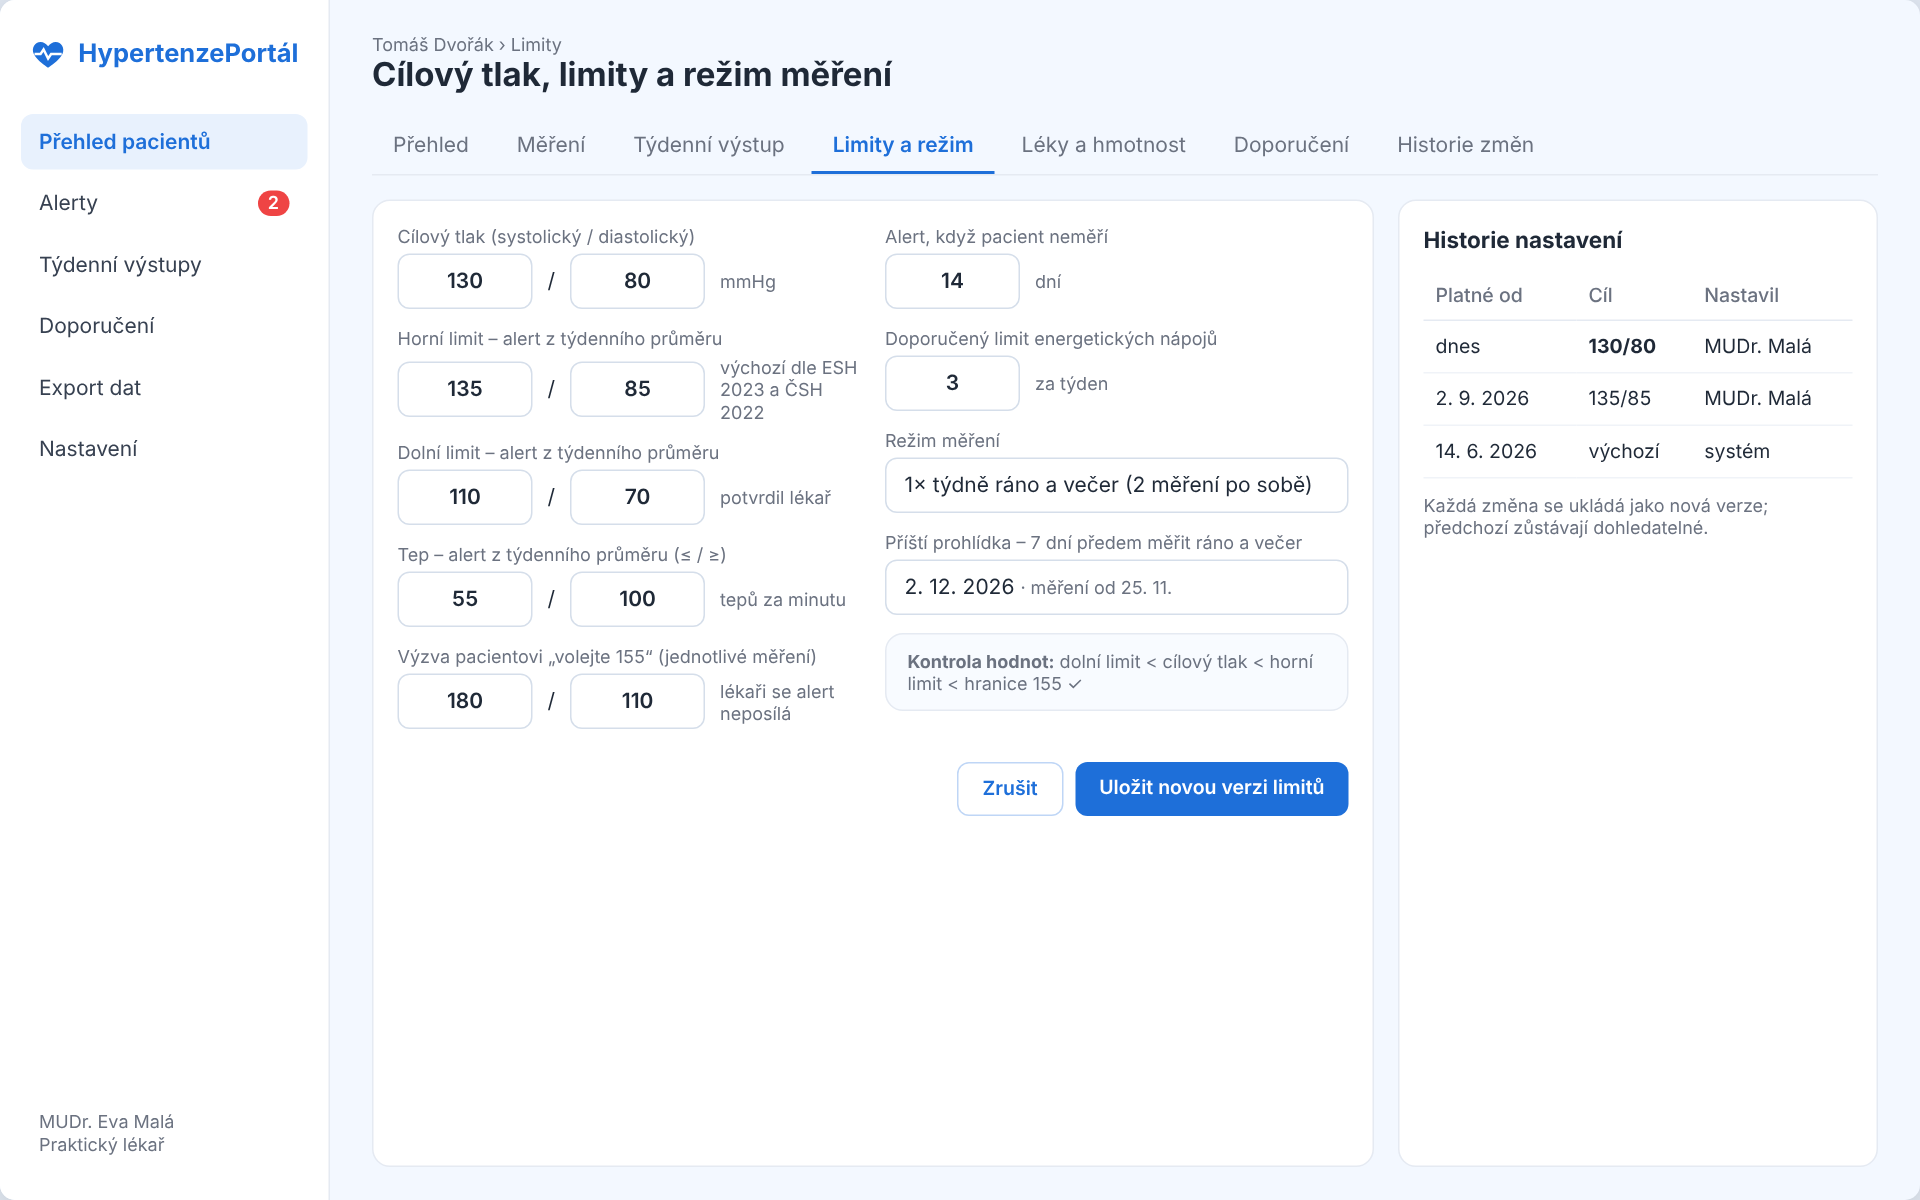 HypertenzePortál
Přehled pacientů
Alerty 2
Týdenní výstupy
Doporučení
Export dat
Nastavení
MUDr. Eva Malá
Praktický lékař
Tomáš Dvořák › Limity
Cílový tlak, limity a režim měření
Přehled Měření Týdenní výstup Limity a režim Léky a hmotnost Doporučení Historie změn
Cílový tlak (systolický / diastolický)
130 / 80 mmHg
Horní limit – alert z týdenního průměru
135 / 85 výchozí dle ESH
2023 a ČSH
2022
Dolní limit – alert z týdenního průměru
110 / 70 potvrdil lékař
Tep – alert z týdenního průměru (≤ / ≥)
55 / 100 tepů za minutu
Výzva pacientovi „volejte 155“ (jednotlivé měření)
180 / 110 lékaři se alert
neposílá
Alert, když pacient neměří
14 dní
Doporučený limit energetických nápojů
3 za týden
Režim měření
1× týdně ráno a večer (2 měření po sobě)
Příští prohlídka – 7 dní předem měřit ráno a večer
2. 12. 2026 · měření od 25. 11.
Kontrola hodnot: dolní limit < cílový tlak < horní
limit < hranice 155 ✓
Zrušit Uložit novou verzi limitů
Historie nastavení
Platné od Cíl Nastavil
dnes 130/80 MUDr. Malá
2. 9. 2026 135/85 MUDr. Malá
14. 6. 2026 výchozí systém
Každá změna se ukládá jako nová verze;
předchozí zůstávají dohledatelné.